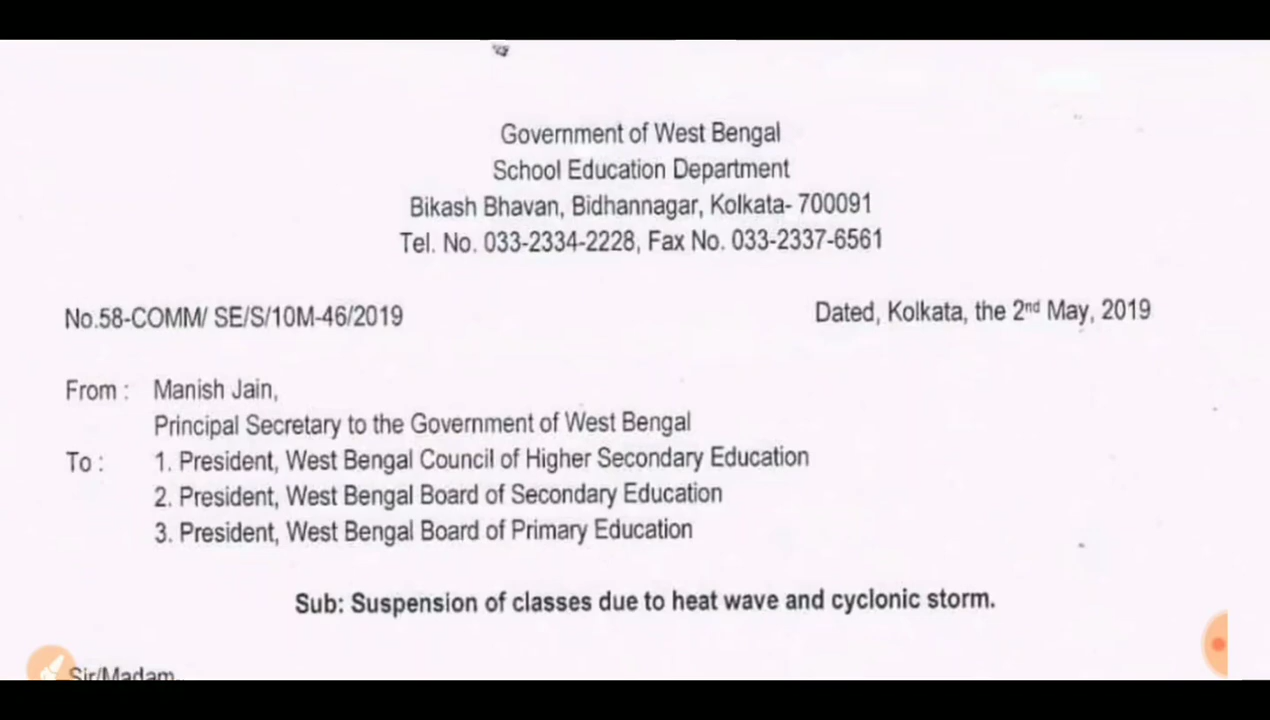 Government of West Bengal
School Education Department
Bikash Bhavan, Bidhannagar, Kolkata- 700091
Tel. No. 033-2334-2228, Fax No. 033-2337-6561
No.58-COMM/ SE/S/10M-46/2019 Dated, Kolkata, the 2nd May, 2019
From : Manish Jain,
Principal Secretary to the Government of West Bengal
To : 1. President, West Bengal Council of Higher Secondary Education
2. President, West Bengal Board of Secondary Education
3. President, West Bengal Board of Primary Education
Sub: Suspension of classes due to heat wave and cyclonic storm.
Sir/Madam,